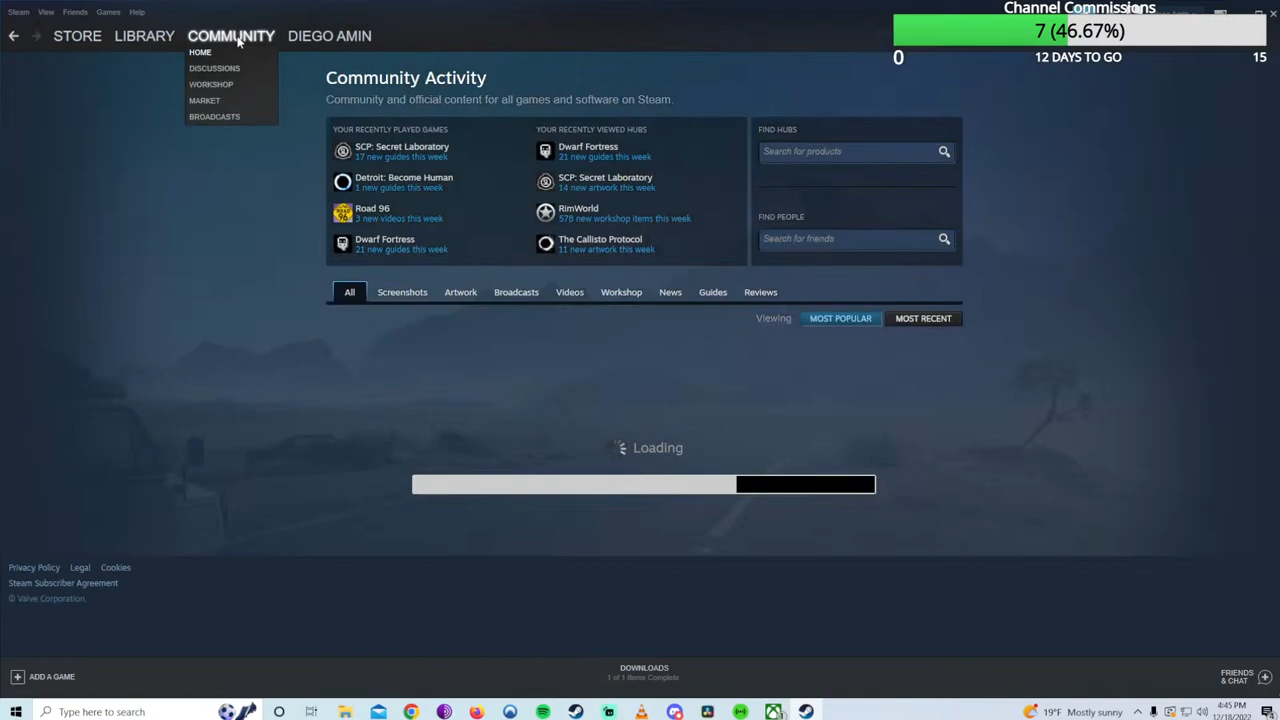 Steam View Friends Games Help
Channel Commissions
STORE LIBRARY COMMUNITY DIEGO AMIN
7 (46.67%)
0 12 DAYS TO GO 15
HOME
DISCUSSIONS
WORKSHOP
MARKET
BROADCASTS
Community Activity
Community and official content for all games and software on Steam.
YOUR RECENTLY PLAYED GAMES
SCP: Secret Laboratory
17 new guides this week
Detroit: Become Human
1 new guides this week
Road 96
3 new videos this week
Dwarf Fortress
21 new guides this week
YOUR RECENTLY VIEWED HUBS
Dwarf Fortress
21 new guides this week
SCP: Secret Laboratory
14 new artwork this week
RimWorld
578 new workshop items this week
The Callisto Protocol
11 new artwork this week
FIND HUBS
Search for products
FIND PEOPLE
Search for friends
All Screenshots Artwork Broadcasts Videos Workshop News Guides Reviews
Viewing MOST POPULAR MOST RECENT
Loading
Privacy Policy Legal Cookies
Steam Subscriber Agreement
© Valve Corporation.
ADD A GAME
DOWNLOADS
1 of 1 Items Complete
FRIENDS
& CHAT
Type here to search
19°F Mostly sunny
4:45 PM
12/18/2022